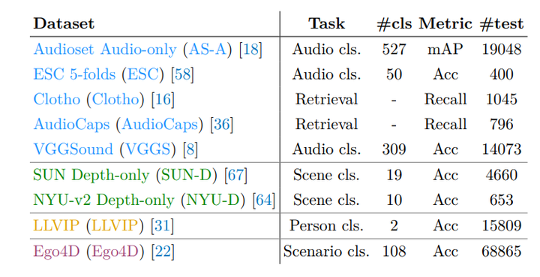 Dataset Task #cls Metric #test
Audioset Audio-only (AS-A) [18] Audio cls. 527 mAP 19048
ESC 5-folds (ESC) [58] Audio cls. 50 Acc 400
Clotho (Clotho) [16] Retrieval - Recall 1045
AudioCaps (AudioCaps) [36] Retrieval - Recall 796
VGGSound (VGGS) [8] Audio cls. 309 Acc 14073
SUN Depth-only (SUN-D) [67] Scene cls. 19 Acc 4660
NYU-v2 Depth-only (NYU-D) [64] Scene cls. 10 Acc 653
LLVIP (LLVIP) [31] Person cls. 2 Acc 15809
Ego4D (Ego4D) [22] Scenario cls. 108 Acc 68865